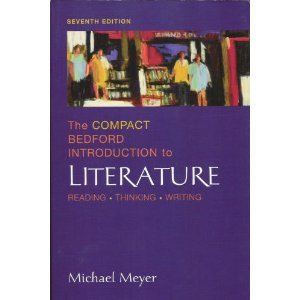 SEVENTH EDITION
The COMPACT
BEDFORD
INTRODUCTION to
LITERATURE
READING • THINKING • WRITING
Michael Meyer